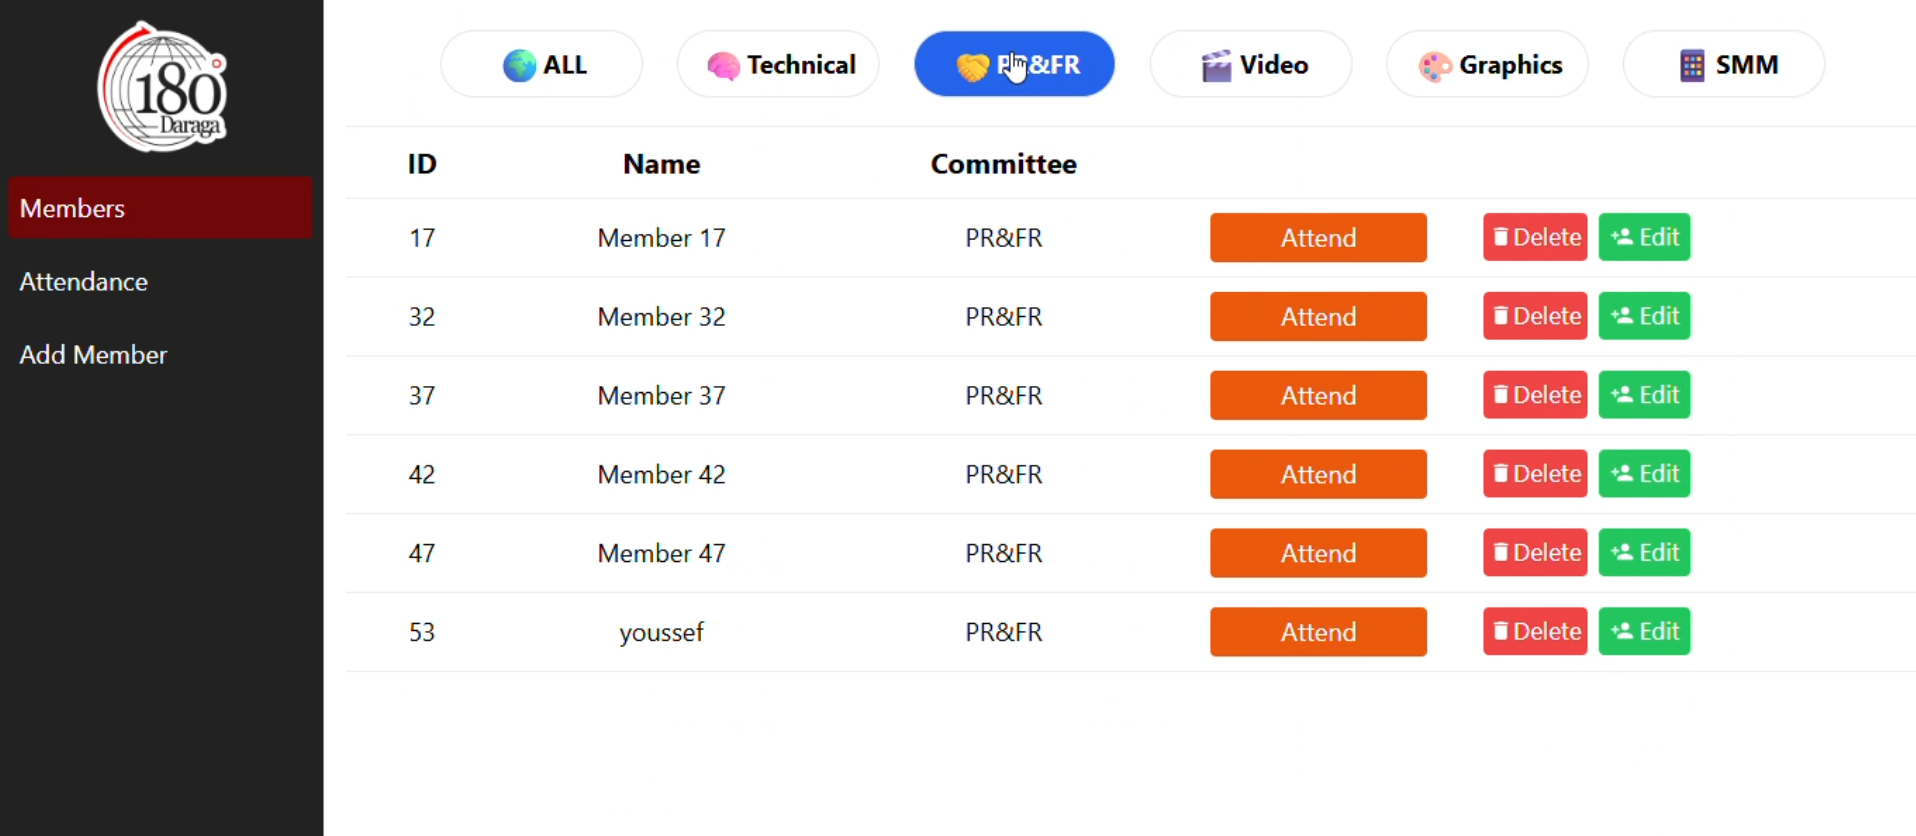 180°
Daraga
Members
Attendance
Add Member
ALL Technical PR&FR Video Graphics SMM
ID Name Committee
17 Member 17 PR&FR Attend Delete Edit
32 Member 32 PR&FR Attend Delete Edit
37 Member 37 PR&FR Attend Delete Edit
42 Member 42 PR&FR Attend Delete Edit
47 Member 47 PR&FR Attend Delete Edit
53 youssef PR&FR Attend Delete Edit